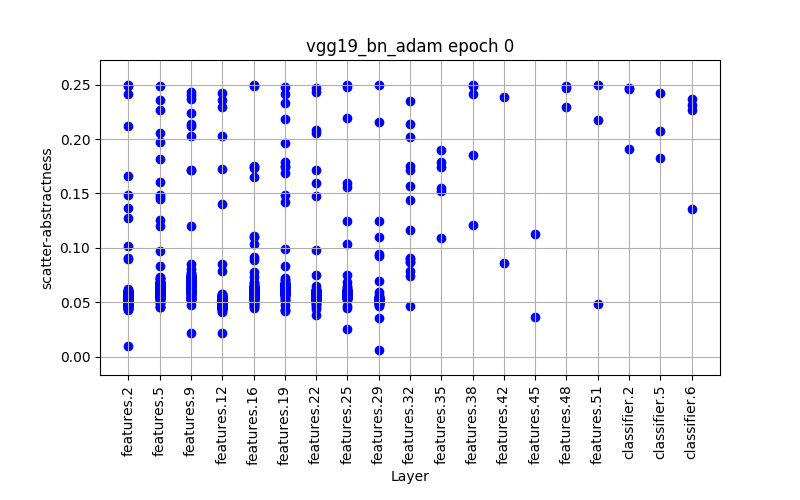 vgg19_bn_adam epoch 0
scatter-abstractness
0.25
0.20
0.15
0.10
0.05
0.00
features.2
features.5
features.9
features.12
features.16
features.19
features.22
features.25
features.29
features.32
features.35
features.38
features.42
features.45
features.48
features.51
classifier.2
classifier.5
classifier.6
Layer